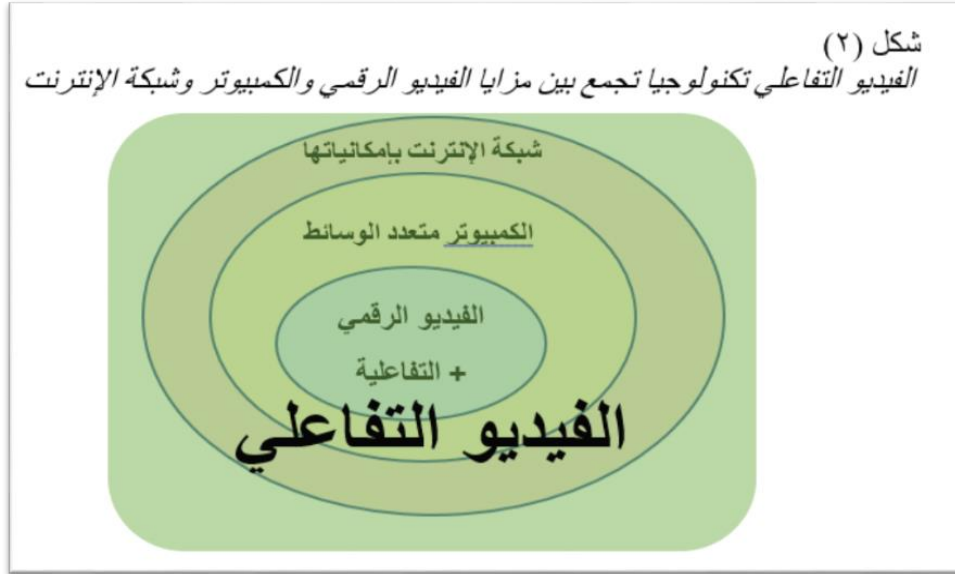 شكل (٢)
الفيديو التفاعلي تكنولوجيا تجمع بين مزايا الفيديو الرقمي والكمبيوتر وشبكة الإنترنت
شبكة الإنترنت بإمكانياتها
الكمبيوتر متعدد الوسائط
الفيديو الرقمي
+ التفاعلية
الفيديو التفاعلي